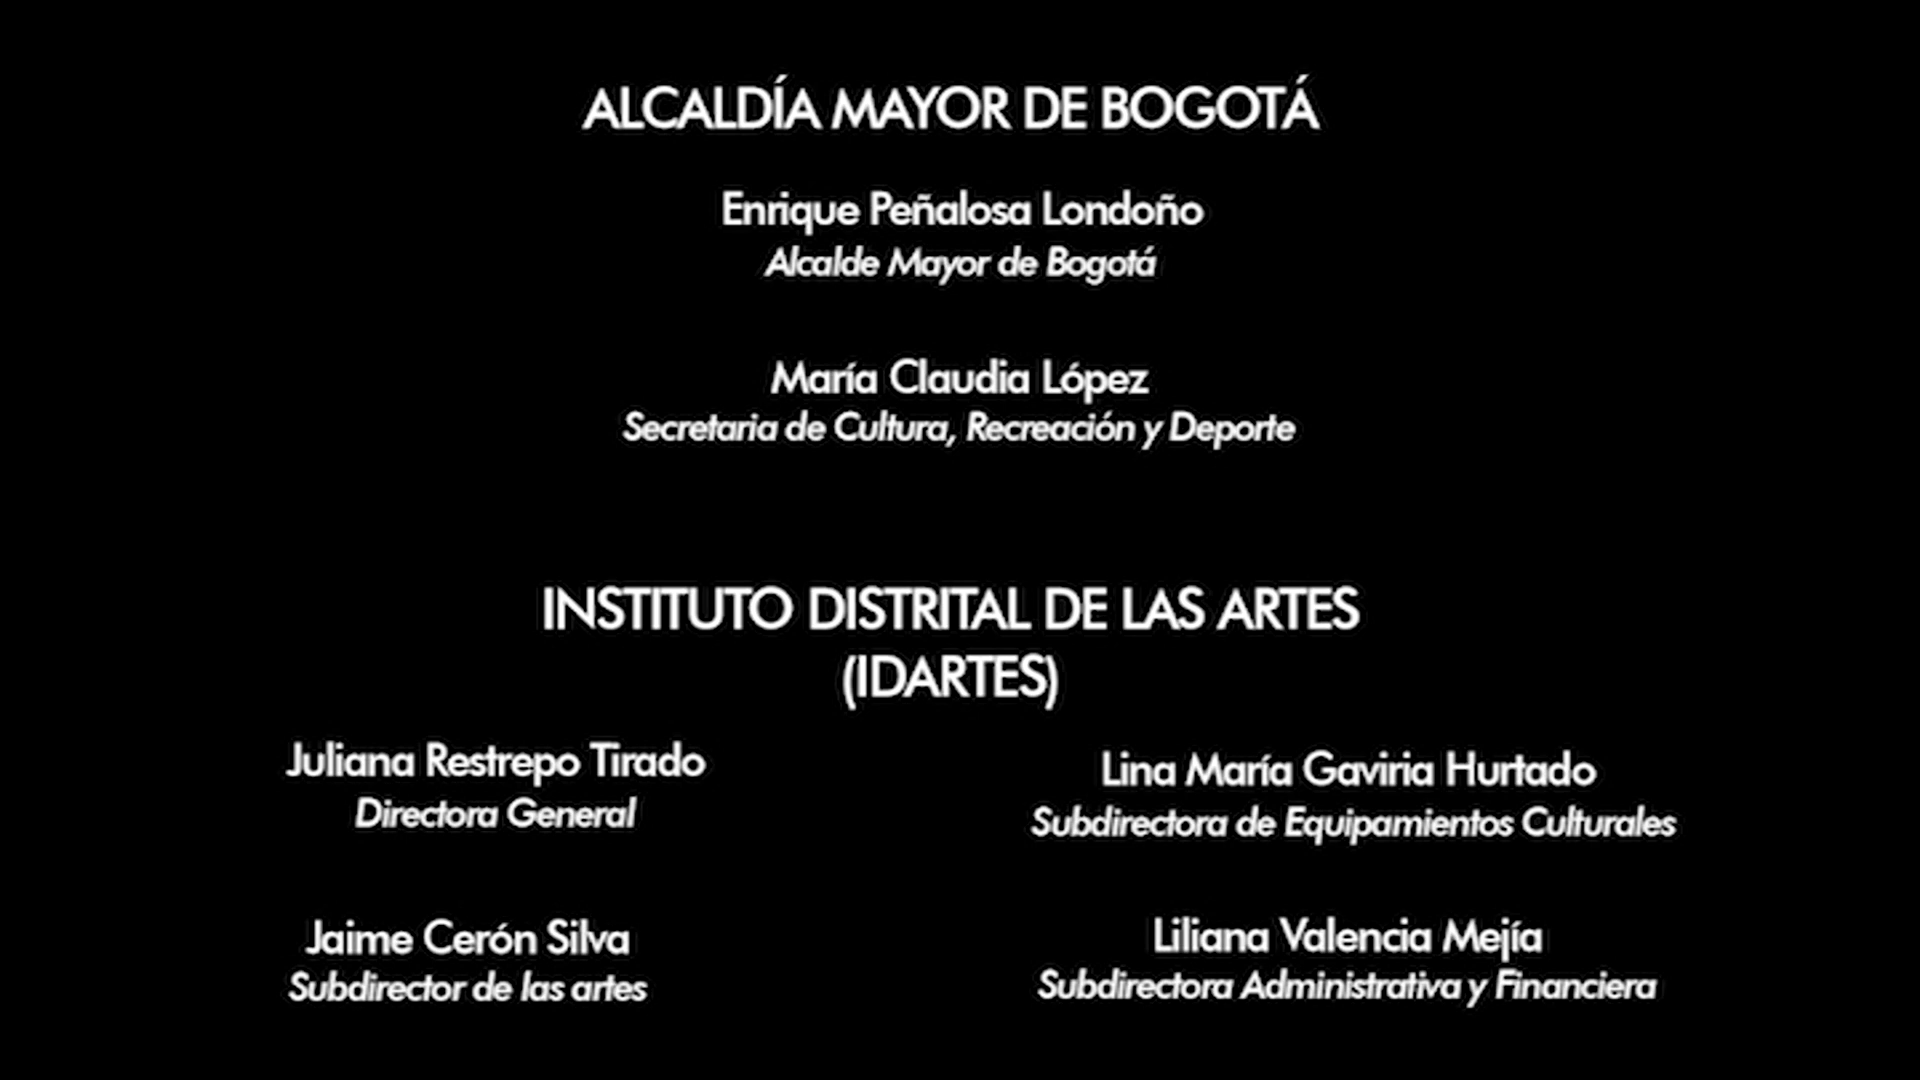 ALCALDÍA MAYOR DE BOGOTÁ
Enrique Peñalosa Londoño
Alcalde Mayor de Bogotá
María Claudia López
Secretaria de Cultura, Recreación y Deporte
INSTITUTO DISTRITAL DE LAS ARTES
(IDARTES)
Juliana Restrepo Tirado
Directora General
Lina María Gaviria Hurtado
Subdirectora de Equipamientos Culturales
Jaime Cerón Silva
Subdirector de las artes
Liliana Valencia Mejía
Subdirectora Administrativa y Financiera